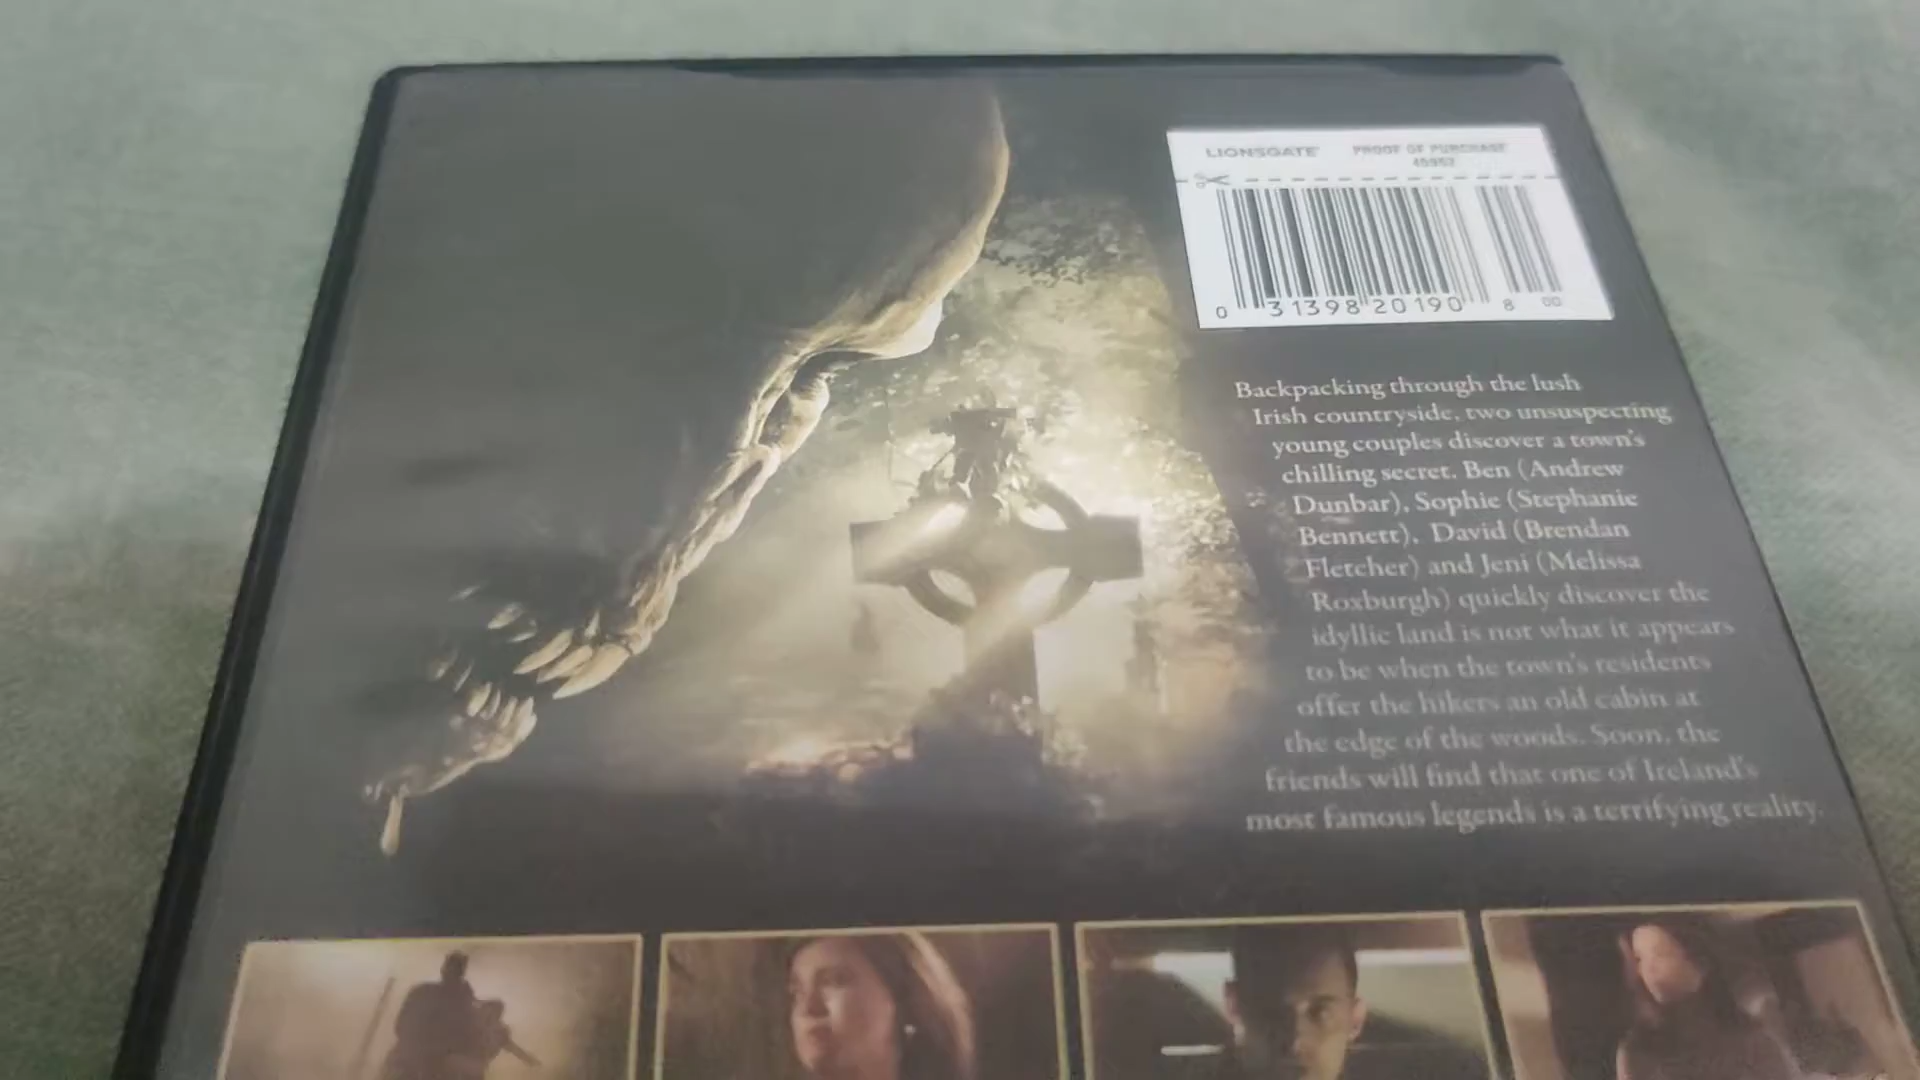 LIONSGATE PROOF OF PURCHASE
0 31398 20190 8 00
Backpacking through the lush
Irish countryside, two unsuspecting
young couples discover a town's
chilling secret. Ben (Andrew
Dunbar), Sophie (Stephanie
Bennett), David (Brendan
Fletcher) and Jeni (Melissa
Roxburgh) quickly discover the
idyllic land is not what it appears
to be when the town's residents
offer the hikers an old cabin at
the edge of the woods. Soon, the
friends will find that one of Ireland's
most famous legends is a terrifying reality.